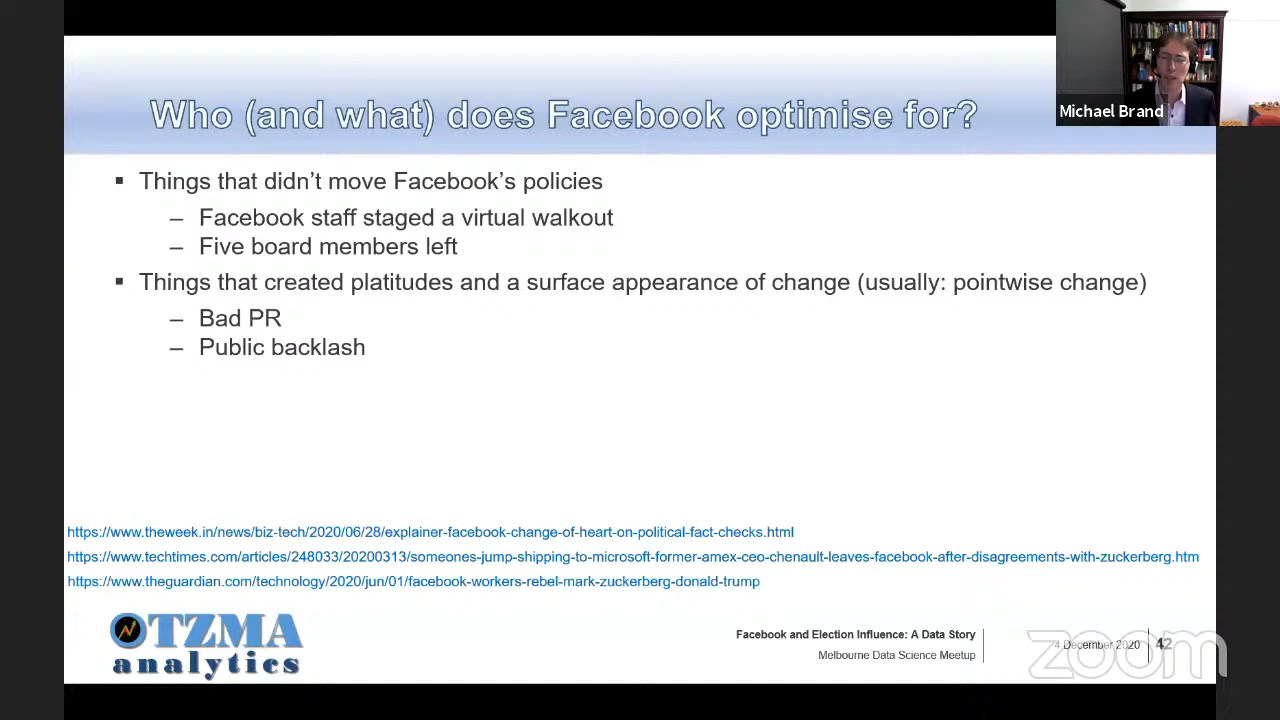 Who (and what) does Facebook optimise for?
Michael Brand
▪ Things that didn't move Facebook's policies
– Facebook staff staged a virtual walkout
– Five board members left
▪ Things that created platitudes and a surface appearance of change (usually: pointwise change)
– Bad PR
– Public backlash
https://www.theweek.in/news/biz-tech/2020/06/28/explainer-facebook-change-of-heart-on-political-fact-checks.html
https://www.techtimes.com/articles/248033/20200313/someones-jump-shipping-to-microsoft-former-amex-ceo-chenault-leaves-facebook-after-disagreements-with-zuckerberg.htm
https://www.theguardian.com/technology/2020/jun/01/facebook-workers-rebel-mark-zuckerberg-donald-trump
OTZMA
analytics
Facebook and Election Influence: A Data Story
Melbourne Data Science Meetup
4 December 2020
42
zoom